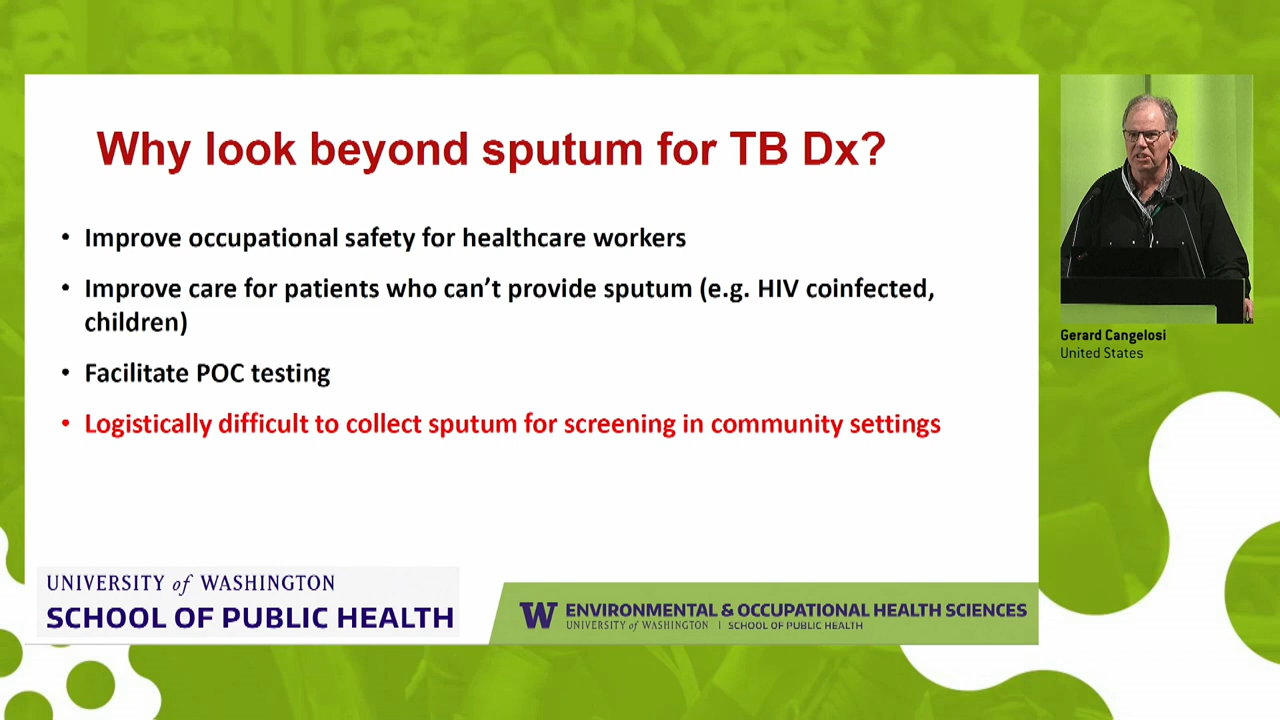 Why look beyond sputum for TB Dx?
• Improve occupational safety for healthcare workers
• Improve care for patients who can’t provide sputum (e.g. HIV coinfected,
children)
• Facilitate POC testing
• Logistically difficult to collect sputum for screening in community settings
Gerard Cangelosi
United States
UNIVERSITY of WASHINGTON
SCHOOL OF PUBLIC HEALTH
W ENVIRONMENTAL & OCCUPATIONAL HEALTH SCIENCES
UNIVERSITY of WASHINGTON | SCHOOL OF PUBLIC HEALTH